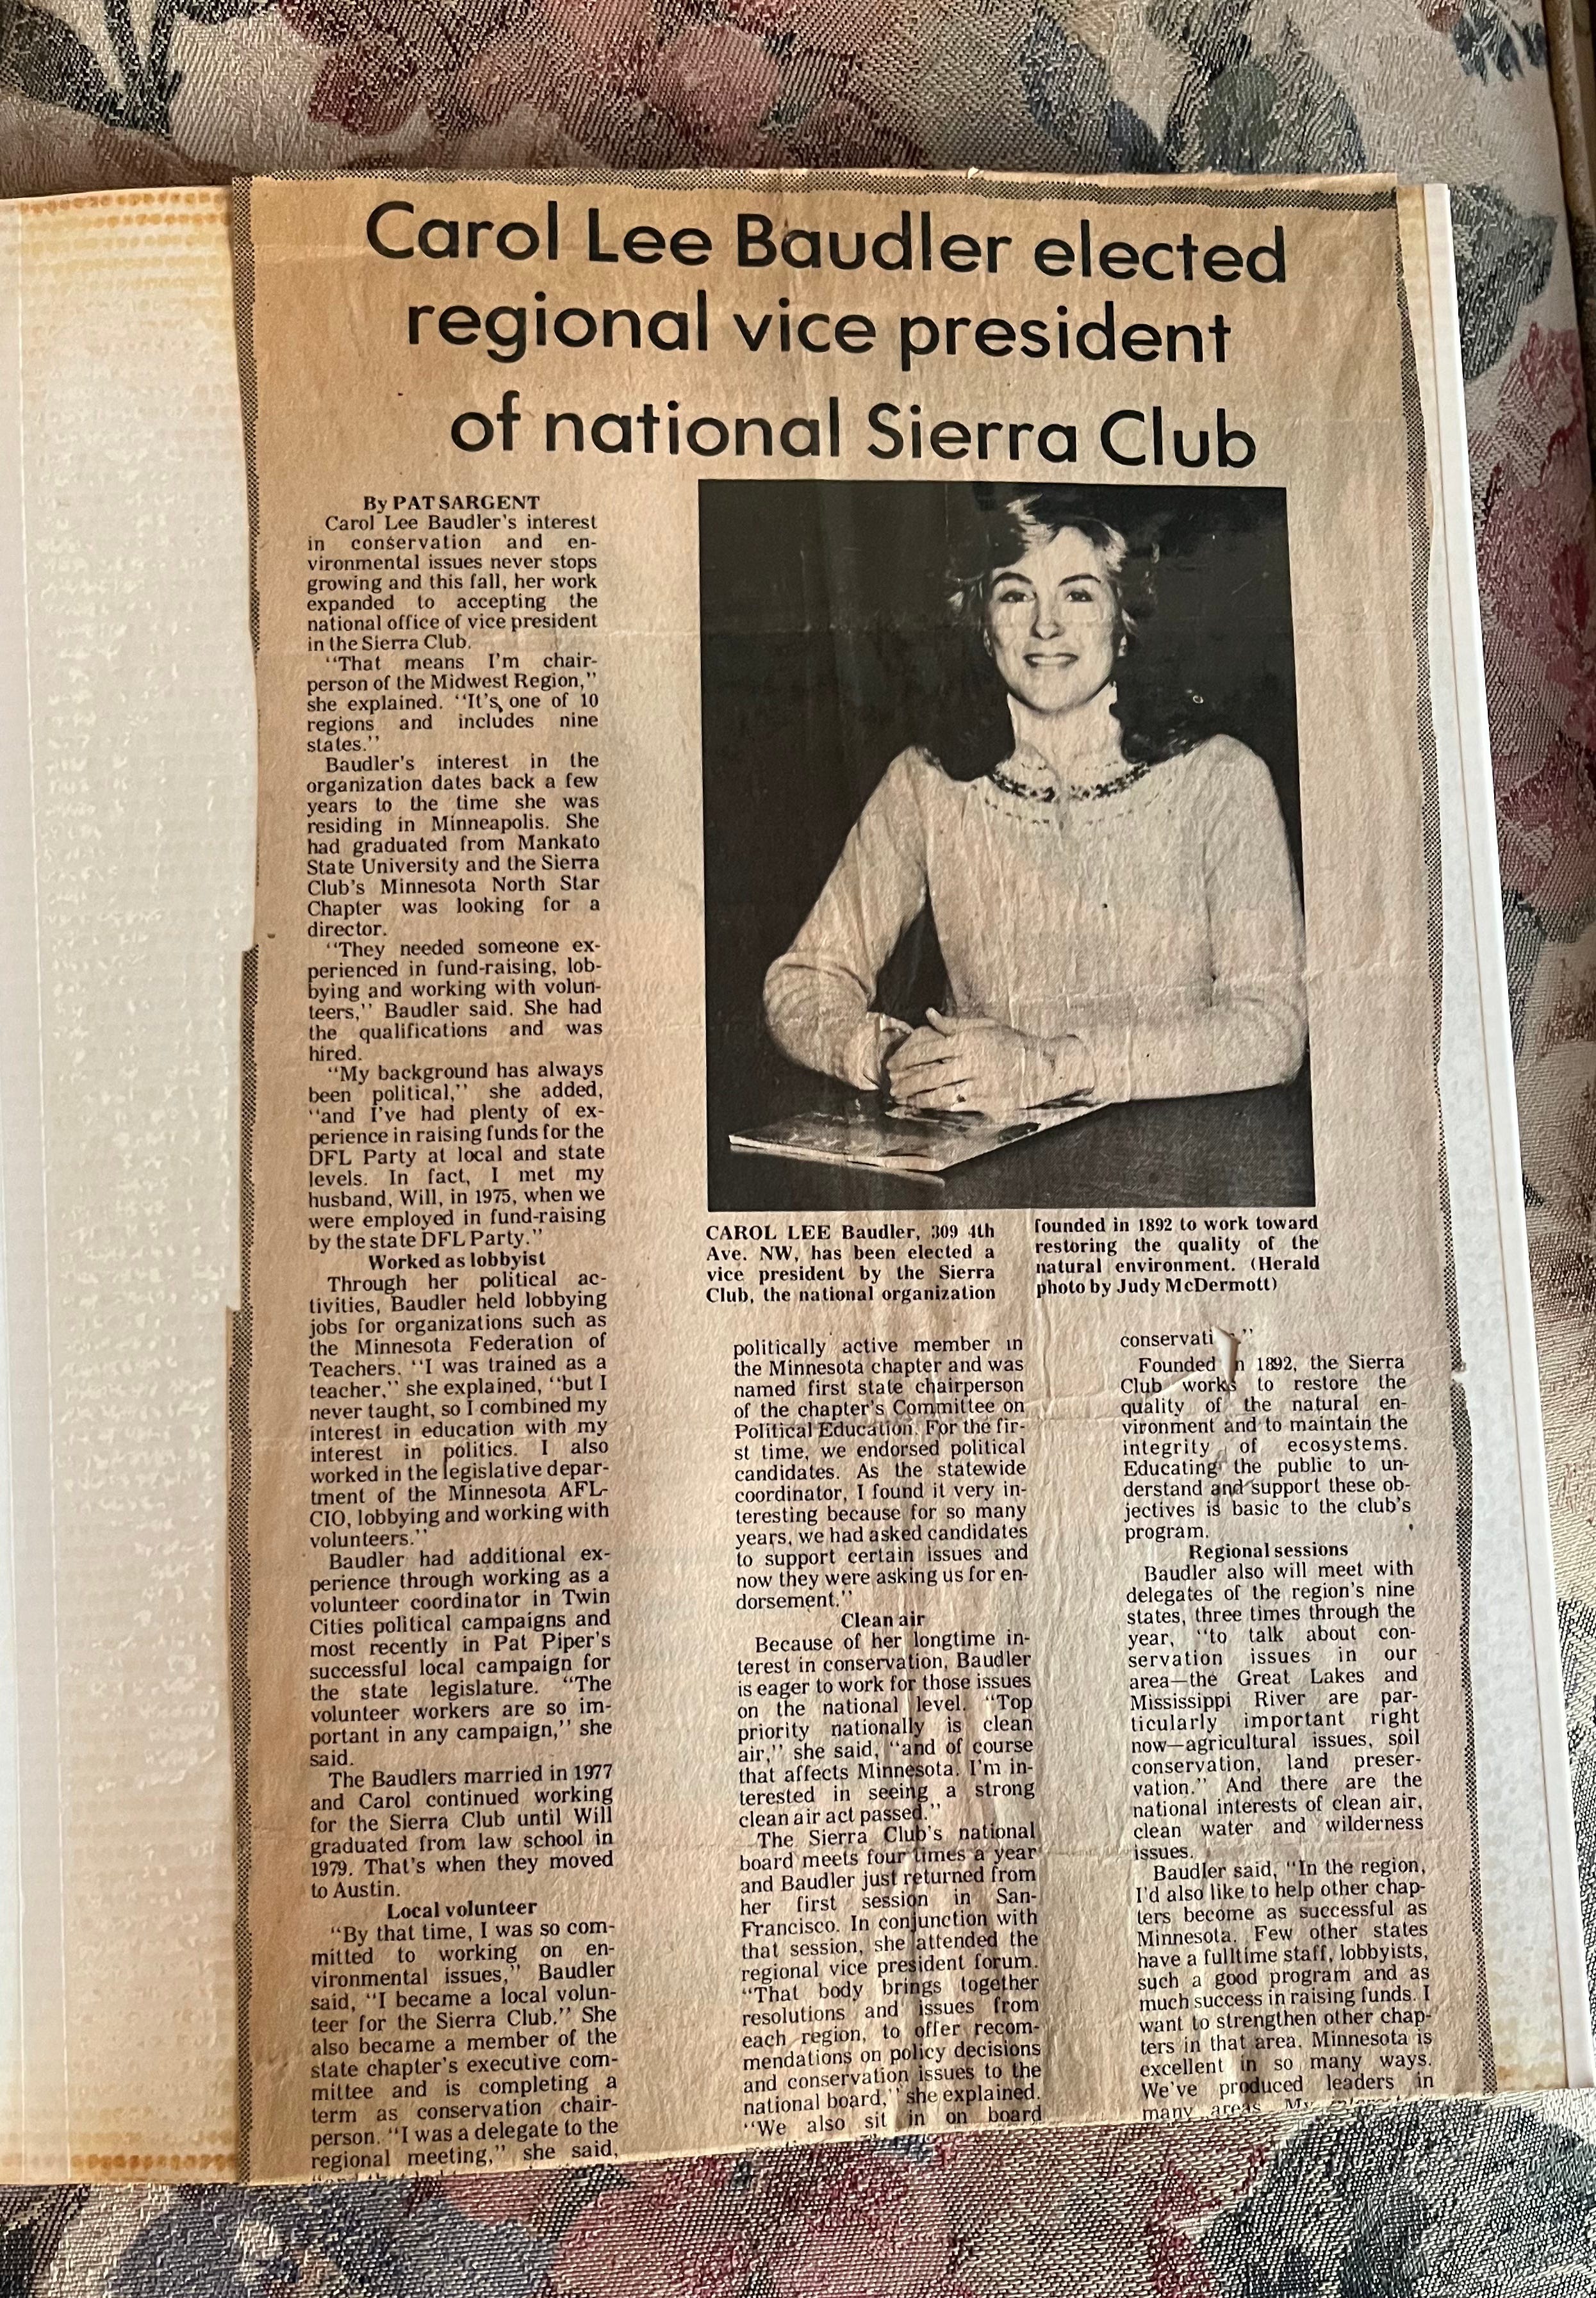 Carol Lee Baudler elected
regional vice president
of national Sierra Club
By PAT SARGENT
Carol Lee Baudler's interest
in conservation and en-
vironmental issues never stops
growing and this fall, her work
expanded to accepting the
national office of vice president
in the Sierra Club.
"That means I'm chair-
person of the Midwest Region,"
she explained. "It's one of 10
regions and includes nine
states."
Baudler's interest in the
organization dates back a few
years to the time she was
residing in Minneapolis. She
had graduated from Mankato
State University and the Sierra
Club's Minnesota North Star
Chapter was looking for a
director.
"They needed someone ex-
perienced in fund-raising, lob-
bying and working with volun-
teers," Baudler said. She had
the qualifications and was
hired.
"My background has always
been political," she added,
"and I've had plenty of ex-
perience in raising funds for the
DFL Party at local and state
levels. In fact, I met my
husband, Will, in 1975, when we
were employed in fund-raising
by the state DFL Party."
Worked as lobbyist
Through her political ac-
tivities, Baudler held lobbying
jobs for organizations such as
the Minnesota Federation of
Teachers. "I was trained as a
teacher," she explained, "but I
never taught, so I combined my
interest in education with my
interest in politics. I also
worked in the legislative depar-
tment of the Minnesota AFL-
CIO, lobbying and working with
volunteers."
Baudler had additional ex-
perience through working as a
volunteer coordinator in Twin
Cities political campaigns and
most recently in Pat Piper's
successful local campaign for
the state legislature. "The
volunteer workers are so im-
portant in any campaign," she
said.
The Baudlers married in 1977
and Carol continued working
for the Sierra Club until Will
graduated from law school in
1979. That's when they moved
to Austin.
Local volunteer
"By that time, I was so com-
mitted to working on en-
vironmental issues," Baudler
said, "I became a local volun-
teer for the Sierra Club." She
also became a member of the
state chapter's executive com-
mittee and is completing a
term as conservation chair-
person. "I was a delegate to the
regional meeting," she said,
CAROL LEE Baudler, 309 4th
Ave. NW, has been elected a
vice president by the Sierra
Club, the national organization
founded in 1892 to work toward
restoring the quality of the
natural environment. (Herald
photo by Judy McDermott)
politically active member in
the Minnesota chapter and was
named first state chairperson
of the chapter's Committee on
Political Education. For the fir-
st time, we endorsed political
candidates. As the statewide
coordinator, I found it very in-
teresting because for so many
years, we had asked candidates
to support certain issues and
now they were asking us for en-
dorsement."
Clean air
Because of her longtime in-
terest in conservation, Baudler
is eager to work for those issues
on the national level. "Top
priority nationally is clean
air," she said, "and of course
that affects Minnesota. I'm in-
terested in seeing a strong
clean air act passed."
The Sierra Club's national
board meets four times a year
and Baudler just returned from
her first session in San-
Francisco. In conjunction with
that session, she attended the
regional vice president forum.
"That body brings together
resolutions and issues from
each region, to offer recom-
mendations on policy decisions
and conservation issues to the
national board," she explained.
"We also sit in on board
conservati "
Founded n 1892, the Sierra
Club works to restore the
quality of the natural en-
vironment and to maintain the
integrity of ecosystems.
Educating the public to un-
derstand and support these ob-
jectives is basic to the club's
program.
Regional sessions
Baudler also will meet with
delegates of the region's nine
states, three times through the
year, "to talk about con-
servation issues in our
area—the Great Lakes and
Mississippi River are par-
ticularly important right
now—agricultural issues, soil
conservation, land preser-
vation." And there are the
national interests of clean air,
clean water and wilderness
issues.
Baudler said, "In the region,
I'd also like to help other chap-
ters become as successful as
Minnesota. Few other states
have a fulltime staff, lobbyists,
such a good program and as
much success in raising funds. I
want to strengthen other chap-
ters in that area. Minnesota is
excellent in so many ways.
We've produced leaders in
many areas. My